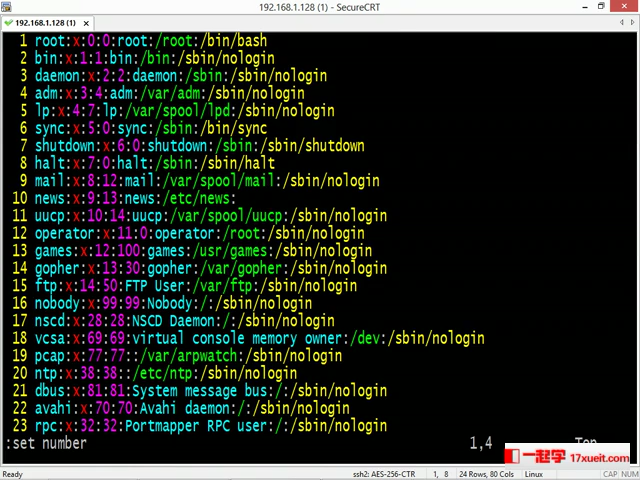 192.168.1.128 (1) - SecureCRT
192.168.1.128 (1)
1 root:x:0:0:root:/root:/bin/bash
2 bin:x:1:1:bin:/bin:/sbin/nologin
3 daemon:x:2:2:daemon:/sbin:/sbin/nologin
4 adm:x:3:4:adm:/var/adm:/sbin/nologin
5 lp:x:4:7:lp:/var/spool/lpd:/sbin/nologin
6 sync:x:5:0:sync:/sbin:/bin/sync
7 shutdown:x:6:0:shutdown:/sbin:/sbin/shutdown
8 halt:x:7:0:halt:/sbin:/sbin/halt
9 mail:x:8:12:mail:/var/spool/mail:/sbin/nologin
10 news:x:9:13:news:/etc/news:
11 uucp:x:10:14:uucp:/var/spool/uucp:/sbin/nologin
12 operator:x:11:0:operator:/root:/sbin/nologin
13 games:x:12:100:games:/usr/games:/sbin/nologin
14 gopher:x:13:30:gopher:/var/gopher:/sbin/nologin
15 ftp:x:14:50:FTP User:/var/ftp:/sbin/nologin
16 nobody:x:99:99:Nobody:/:/sbin/nologin
17 nscd:x:28:28:NSCD Daemon:/:/sbin/nologin
18 vcsa:x:69:69:virtual console memory owner:/dev:/sbin/nologin
19 pcap:x:77:77::/var/arpwatch:/sbin/nologin
20 ntp:x:38:38::/etc/ntp:/sbin/nologin
21 dbus:x:81:81:System message bus:/:/sbin/nologin
22 avahi:x:70:70:Avahi daemon:/:/sbin/nologin
23 rpc:x:32:32:Portmapper RPC user:/:/sbin/nologin
:set number 1,4
一起学 17xueit.com
Ready ssh2: AES-256-CTR 1, 8 24 Rows, 80 Cols Linux CAP NUM